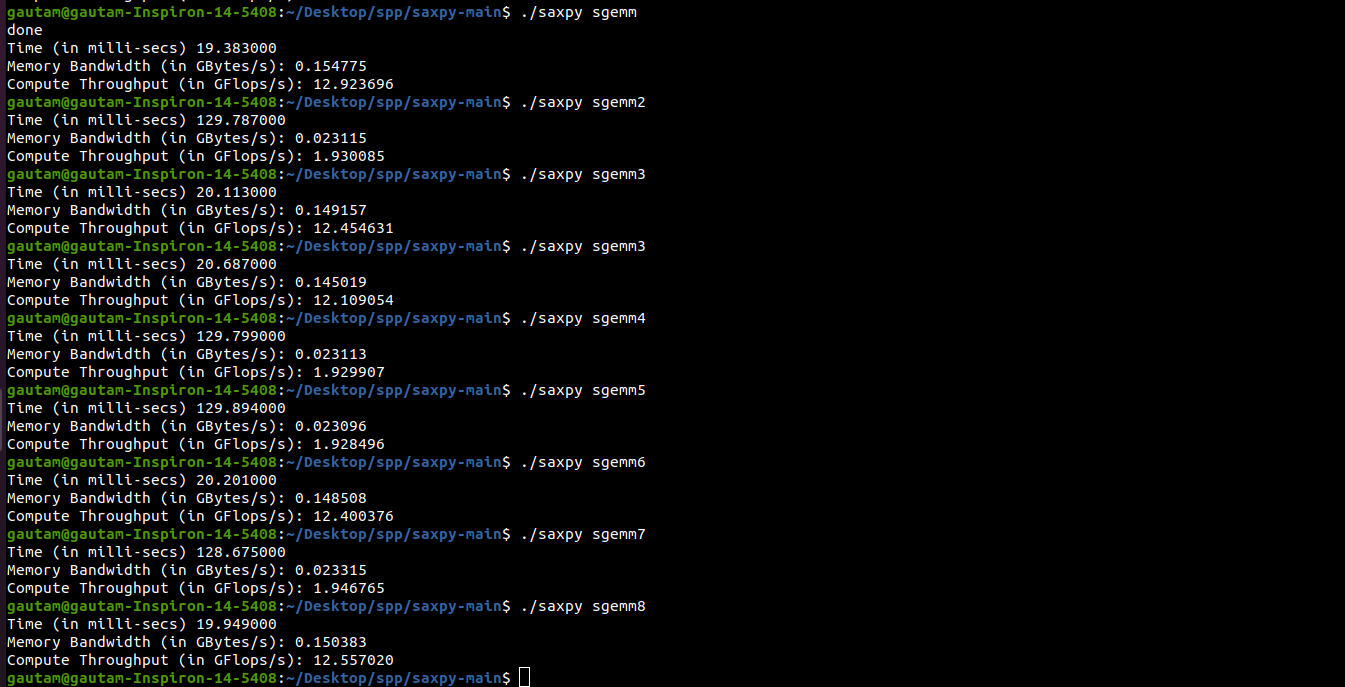 gautam@gautam-Inspiron-14-5408:~/Desktop/spp/saxpy-main$ ./saxpy sgemm
done
Time (in milli-secs) 19.383000
Memory Bandwidth (in GBytes/s): 0.154775
Compute Throughput (in GFlops/s): 12.923696
gautam@gautam-Inspiron-14-5408:~/Desktop/spp/saxpy-main$ ./saxpy sgemm2
Time (in milli-secs) 129.787000
Memory Bandwidth (in GBytes/s): 0.023115
Compute Throughput (in GFlops/s): 1.930085
gautam@gautam-Inspiron-14-5408:~/Desktop/spp/saxpy-main$ ./saxpy sgemm3
Time (in milli-secs) 20.113000
Memory Bandwidth (in GBytes/s): 0.149157
Compute Throughput (in GFlops/s): 12.454631
gautam@gautam-Inspiron-14-5408:~/Desktop/spp/saxpy-main$ ./saxpy sgemm3
Time (in milli-secs) 20.687000
Memory Bandwidth (in GBytes/s): 0.145019
Compute Throughput (in GFlops/s): 12.109054
gautam@gautam-Inspiron-14-5408:~/Desktop/spp/saxpy-main$ ./saxpy sgemm4
Time (in milli-secs) 129.799000
Memory Bandwidth (in GBytes/s): 0.023113
Compute Throughput (in GFlops/s): 1.929907
gautam@gautam-Inspiron-14-5408:~/Desktop/spp/saxpy-main$ ./saxpy sgemm5
Time (in milli-secs) 129.894000
Memory Bandwidth (in GBytes/s): 0.023096
Compute Throughput (in GFlops/s): 1.928496
gautam@gautam-Inspiron-14-5408:~/Desktop/spp/saxpy-main$ ./saxpy sgemm6
Time (in milli-secs) 20.201000
Memory Bandwidth (in GBytes/s): 0.148508
Compute Throughput (in GFlops/s): 12.400376
gautam@gautam-Inspiron-14-5408:~/Desktop/spp/saxpy-main$ ./saxpy sgemm7
Time (in milli-secs) 128.675000
Memory Bandwidth (in GBytes/s): 0.023315
Compute Throughput (in GFlops/s): 1.946765
gautam@gautam-Inspiron-14-5408:~/Desktop/spp/saxpy-main$ ./saxpy sgemm8
Time (in milli-secs) 19.949000
Memory Bandwidth (in GBytes/s): 0.150383
Compute Throughput (in GFlops/s): 12.557020
gautam@gautam-Inspiron-14-5408:~/Desktop/spp/saxpy-main$